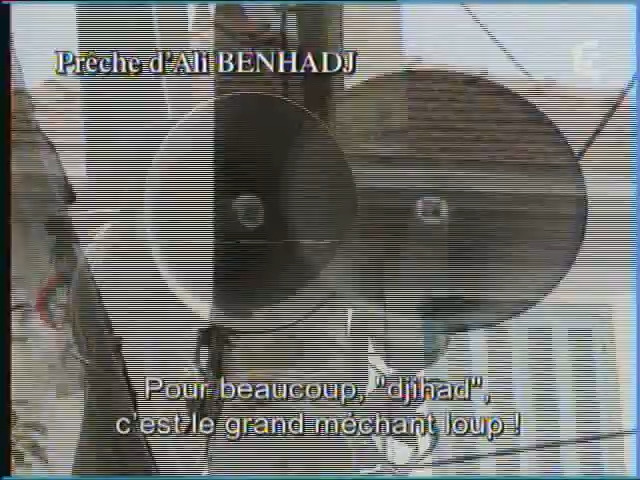 Prêche d'Ali BENHADJ
Pour beaucoup, "djihad",
c'est le grand méchant loup !